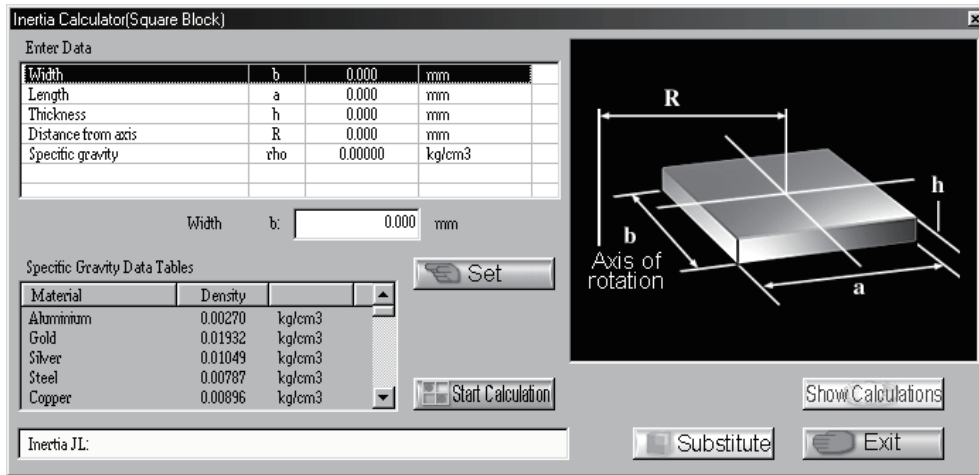 Inertia Calculator(Square Block)
Enter Data
Width b 0.000 mm
Length a 0.000 mm
Thickness h 0.000 mm
Distance from axis R 0.000 mm
Specific gravity rho 0.00000 kg/cm3
Width b: 0.000 mm
Set
Specific Gravity Data Tables
Material Density
Aluminium 0.00270 kg/cm3
Gold 0.01932 kg/cm3
Silver 0.01049 kg/cm3
Steel 0.00787 kg/cm3
Copper 0.00896 kg/cm3
Start Calculation
Inertia JL:
R
h
b
Axis of
rotation
a
Show Calculations
Substitute
Exit